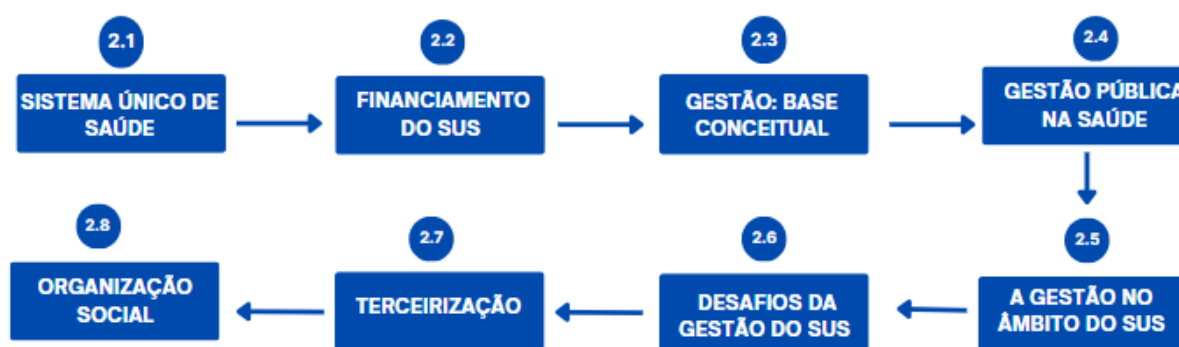 2.1
SISTEMA ÚNICO DE
SAÚDE
2.2
FINANCIAMENTO
DO SUS
2.3
GESTÃO: BASE
CONCEITUAL
2.4
GESTÃO PÚBLICA
NA SAÚDE
2.5
A GESTÃO NO
ÂMBITO DO SUS
2.6
DESAFIOS DA
GESTÃO DO SUS
2.7
TERCEIRIZAÇÃO
2.8
ORGANIZAÇÃO
SOCIAL